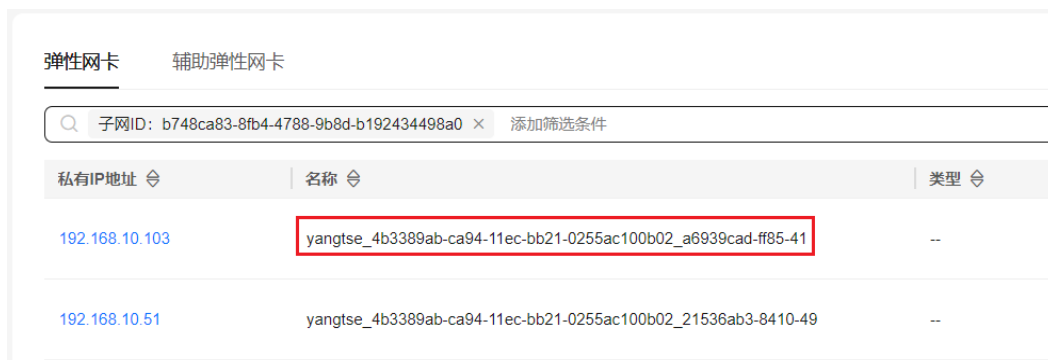 弹性网卡 辅助弹性网卡
子网ID：b748ca83-8fb4-4788-9b8d-b192434498a0 × 添加筛选条件
私有IP地址 名称 类型
192.168.10.103 yangtse_4b3389ab-ca94-11ec-bb21-0255ac100b02_a6939cad-ff85-41 --
192.168.10.51 yangtse_4b3389ab-ca94-11ec-bb21-0255ac100b02_21536ab3-8410-49 --